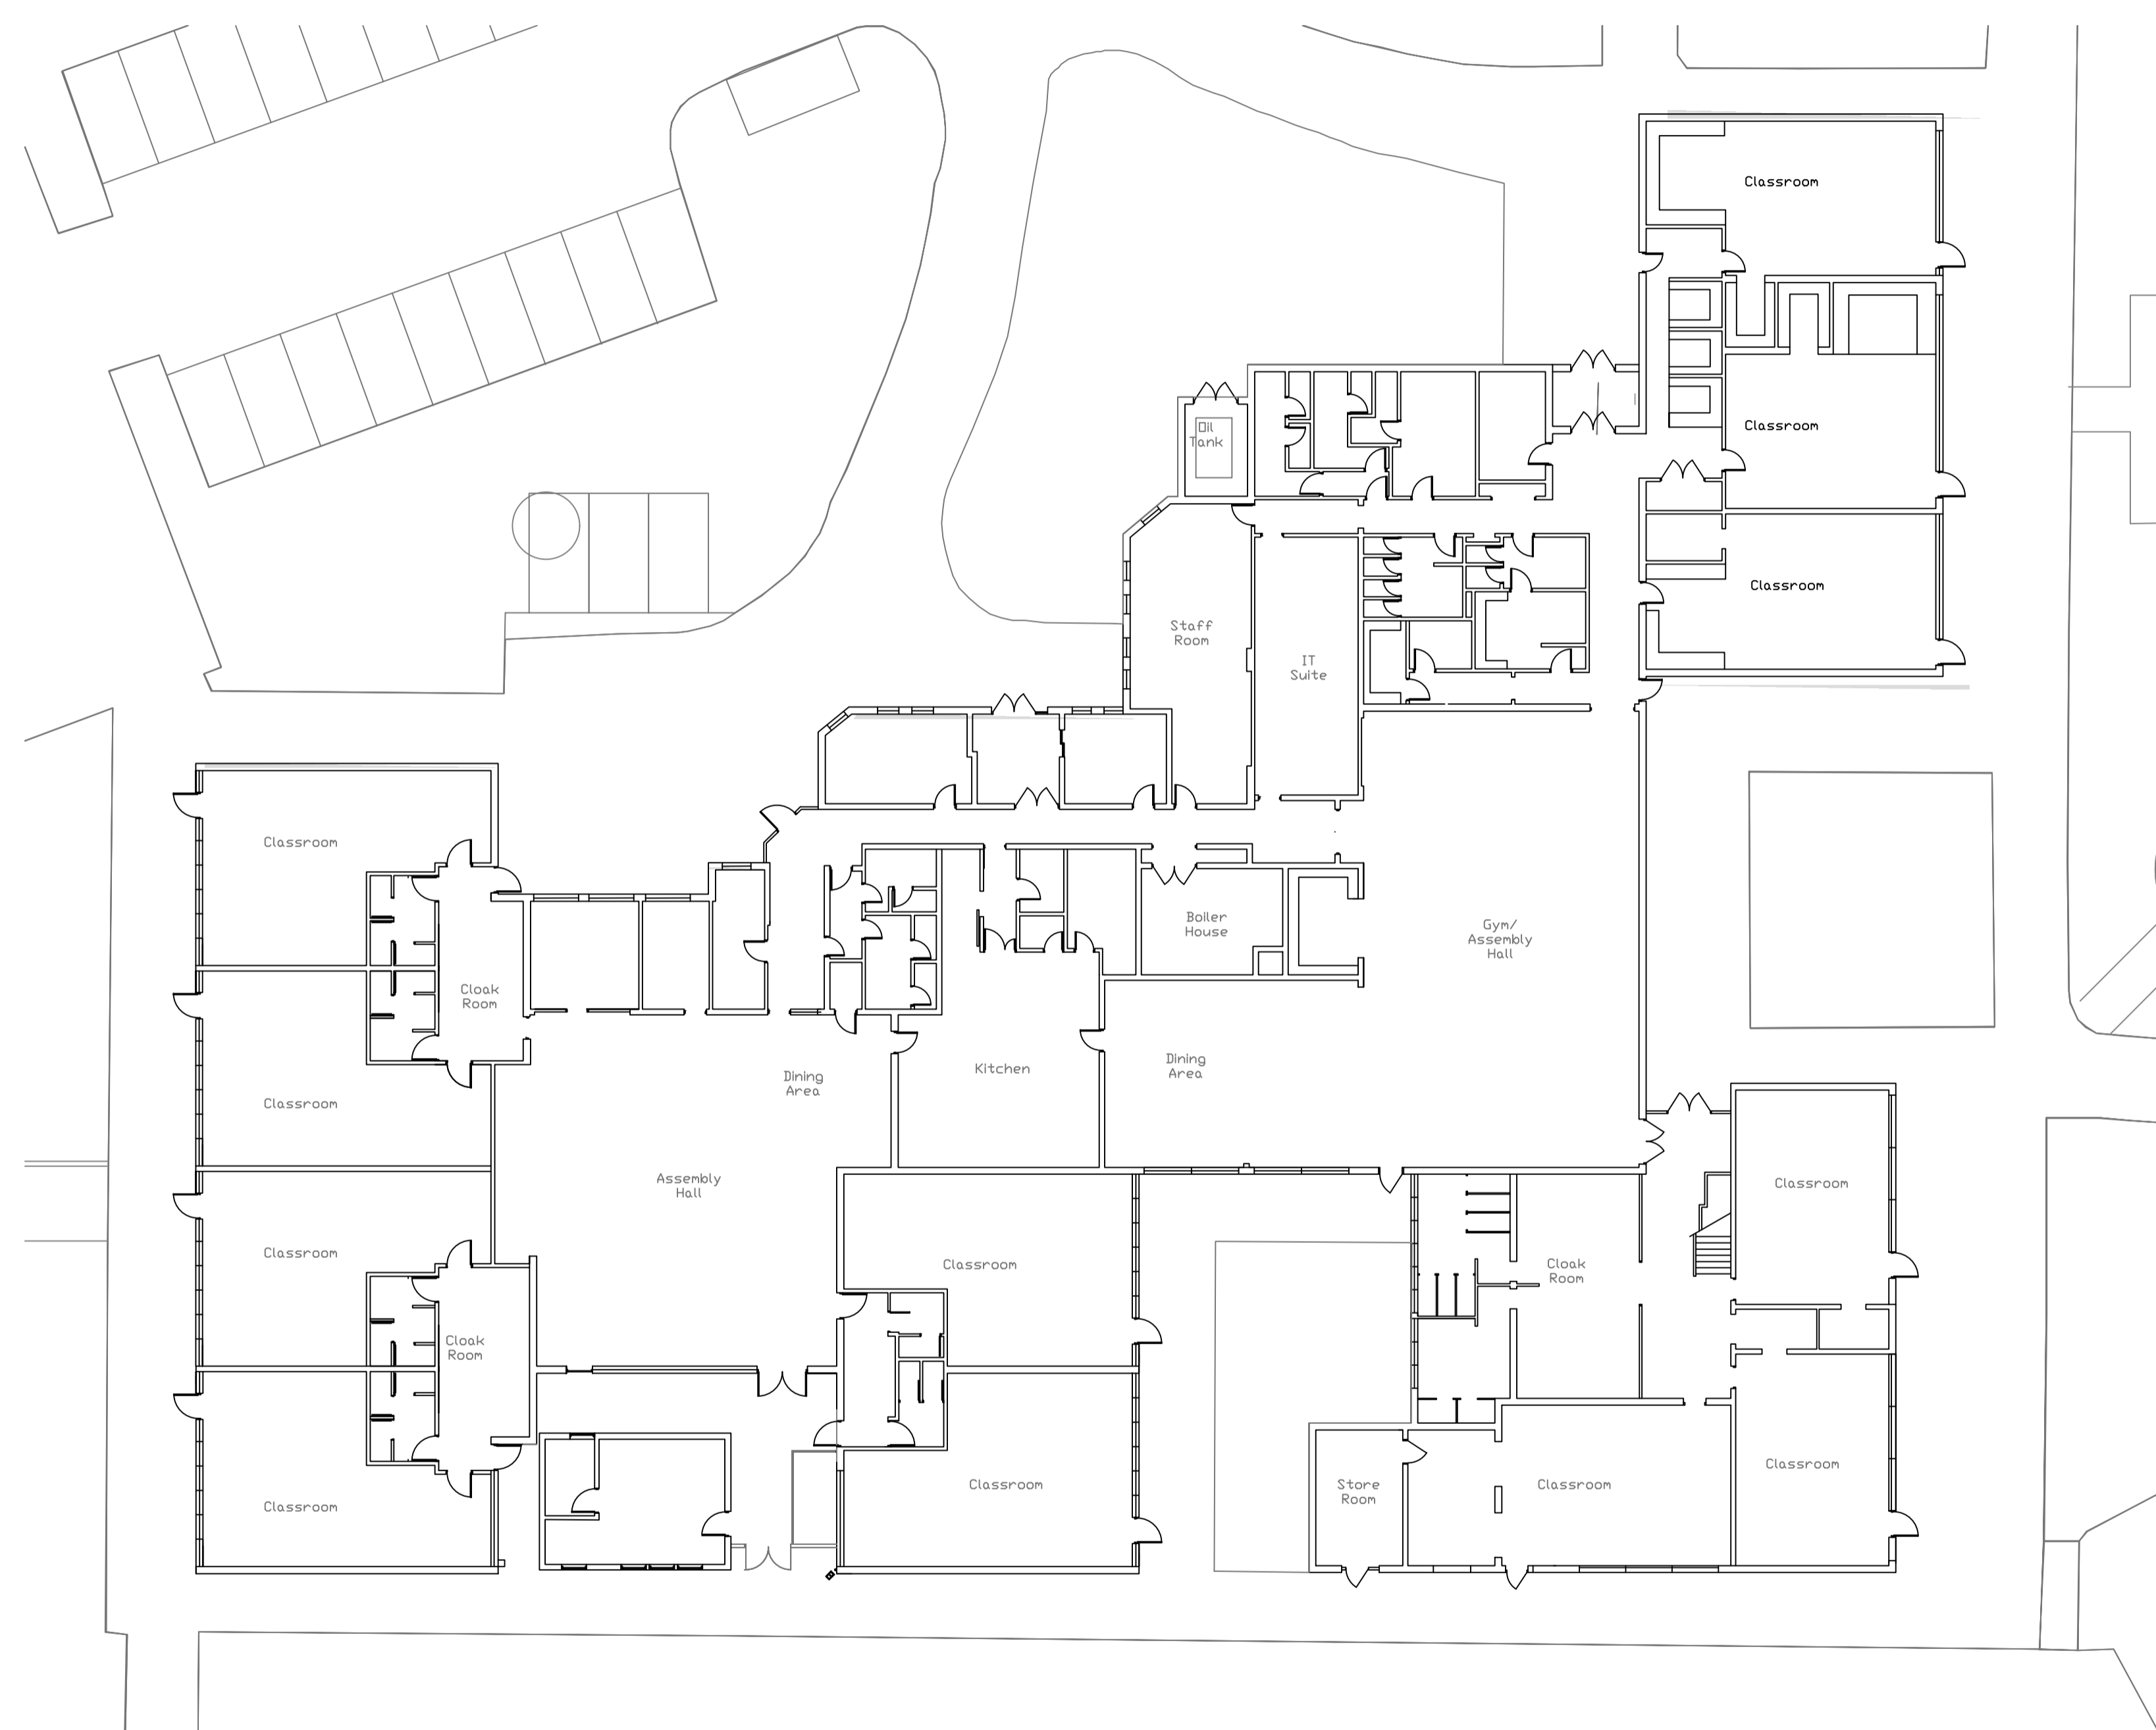 Classroom
Classroom
Oil
Tank
Classroom
Staff
Room
IT
Suite
Classroom
Boiler
House
Gym/
Assembly
Hall
Cloak
Room
Dining
Area
Kitchen
Dining
Area
Classroom
Assembly
Hall
Classroom
Classroom
Classroom
Cloak
Room
Cloak
Room
Classroom
Store
Room
Classroom
Classroom
Classroom